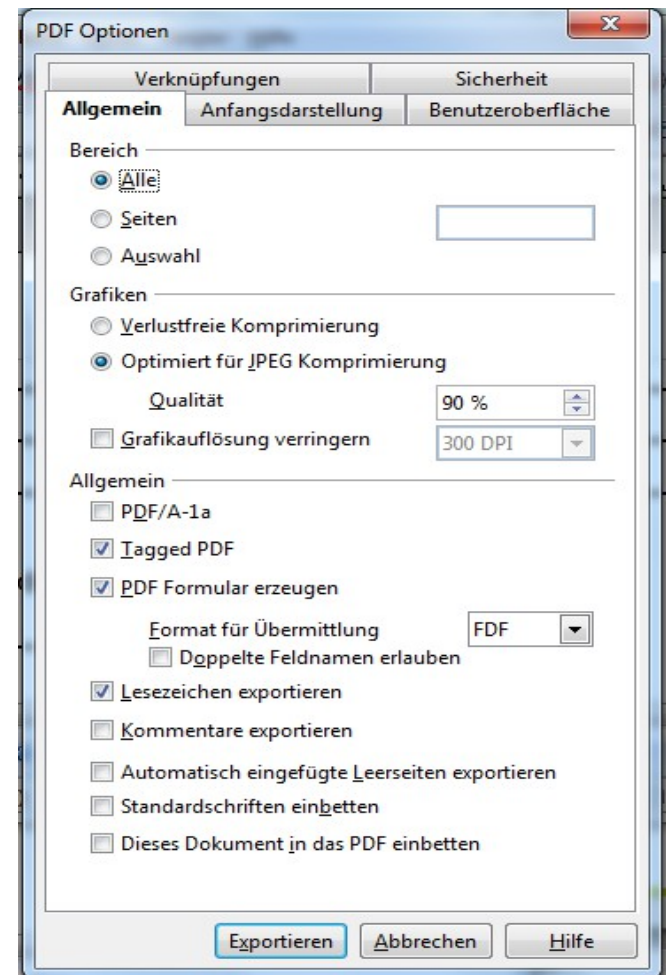 PDF Optionen
Verknüpfungen Sicherheit
Allgemein Anfangsdarstellung Benutzeroberfläche
Bereich
Alle
Seiten
Auswahl
Grafiken
Verlustfreie Komprimierung
Optimiert für JPEG Komprimierung
Qualität 90 %
Grafikauflösung verringern 300 DPI
Allgemein
PDF/A-1a
Tagged PDF
PDF Formular erzeugen
Format für Übermittlung FDF
Doppelte Feldnamen erlauben
Lesezeichen exportieren
Kommentare exportieren
Automatisch eingefügte Leerseiten exportieren
Standardschriften einbetten
Dieses Dokument in das PDF einbetten
Exportieren Abbrechen Hilfe